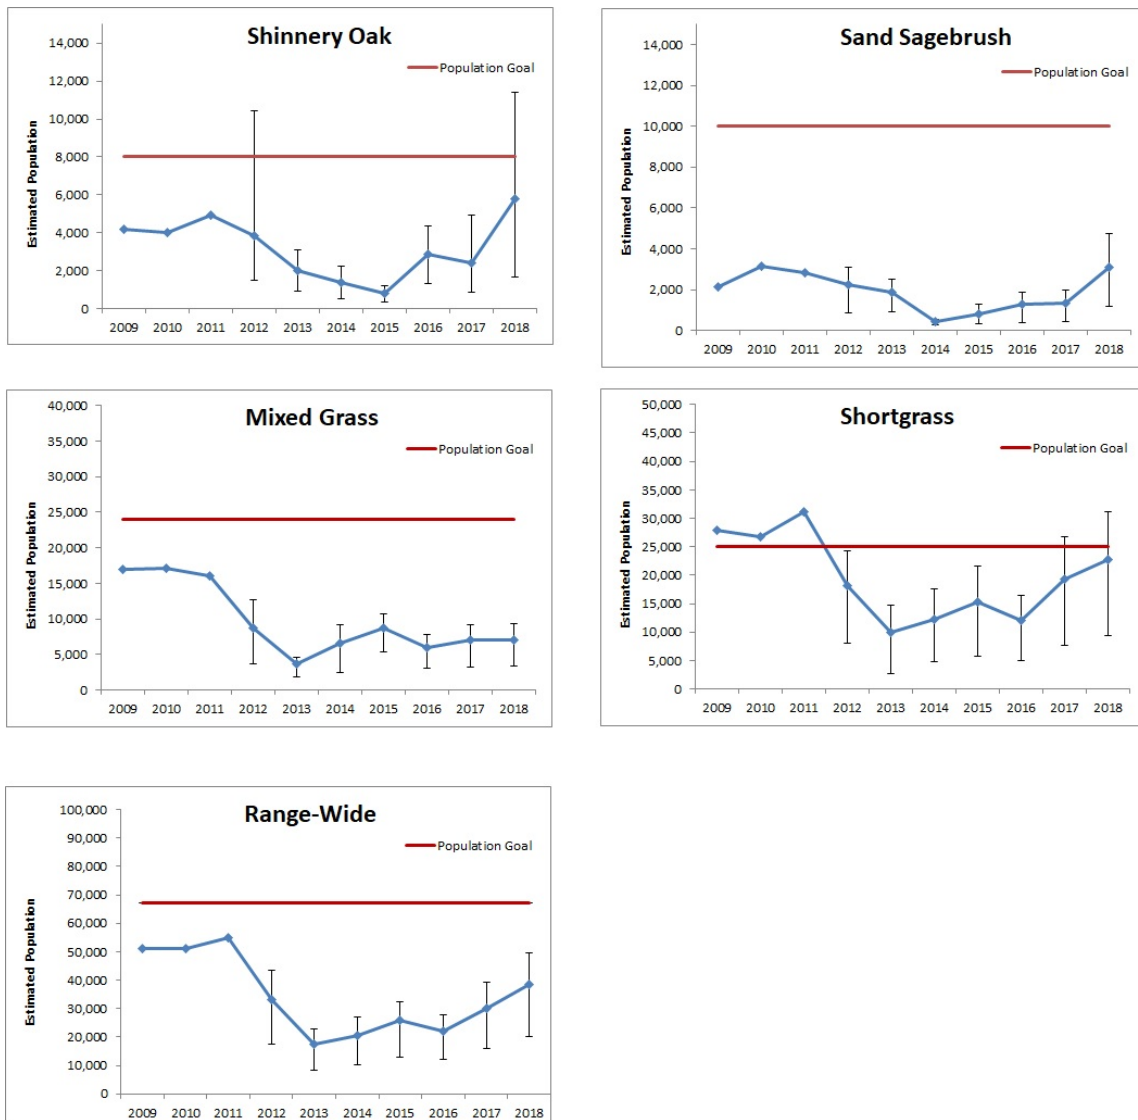 Shinnery Oak
Population Goal
Estimated Population
14,000
12,000
10,000
8,000
6,000
4,000
2,000
0
2009 2010 2011 2012 2013 2014 2015 2016 2017 2018
Sand Sagebrush
Population Goal
Estimated Population
14,000
12,000
10,000
8,000
6,000
4,000
2,000
0
2009 2010 2011 2012 2013 2014 2015 2016 2017 2018
Mixed Grass
Population Goal
Estimated Population
40,000
35,000
30,000
25,000
20,000
15,000
10,000
5,000
0
2009 2010 2011 2012 2013 2014 2015 2016 2017 2018
Shortgrass
Population Goal
Estimated Population
50,000
45,000
40,000
35,000
30,000
25,000
20,000
15,000
10,000
5,000
0
2009 2010 2011 2012 2013 2014 2015 2016 2017 2018
Range-Wide
Population Goal
Estimated Population
100,000
90,000
80,000
70,000
60,000
50,000
40,000
30,000
20,000
10,000
0
2009 2010 2011 2012 2013 2014 2015 2016 2017 2018